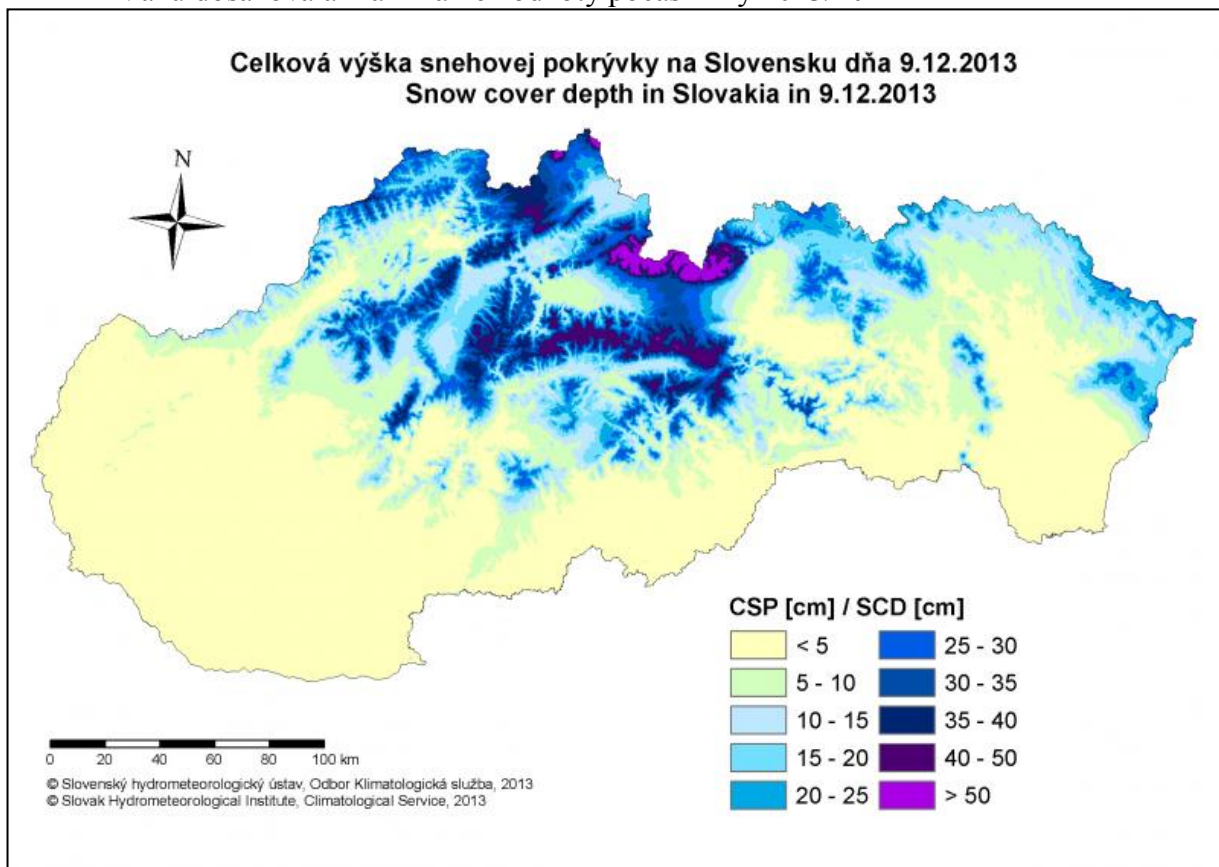 Celková výška snehovej pokrývky na Slovensku dňa 9.12.2013
Snow cover depth in Slovakia in 9.12.2013
N
CSP [cm] / SCD [cm]
< 5
5 - 10
10 - 15
15 - 20
20 - 25
25 - 30
30 - 35
35 - 40
40 - 50
> 50
0 20 40 60 80 100 km
© Slovenský hydrometeorologický ústav, Odbor Klimatologická služba, 2013
© Slovak Hydrometeorological Institute, Climatological Service, 2013